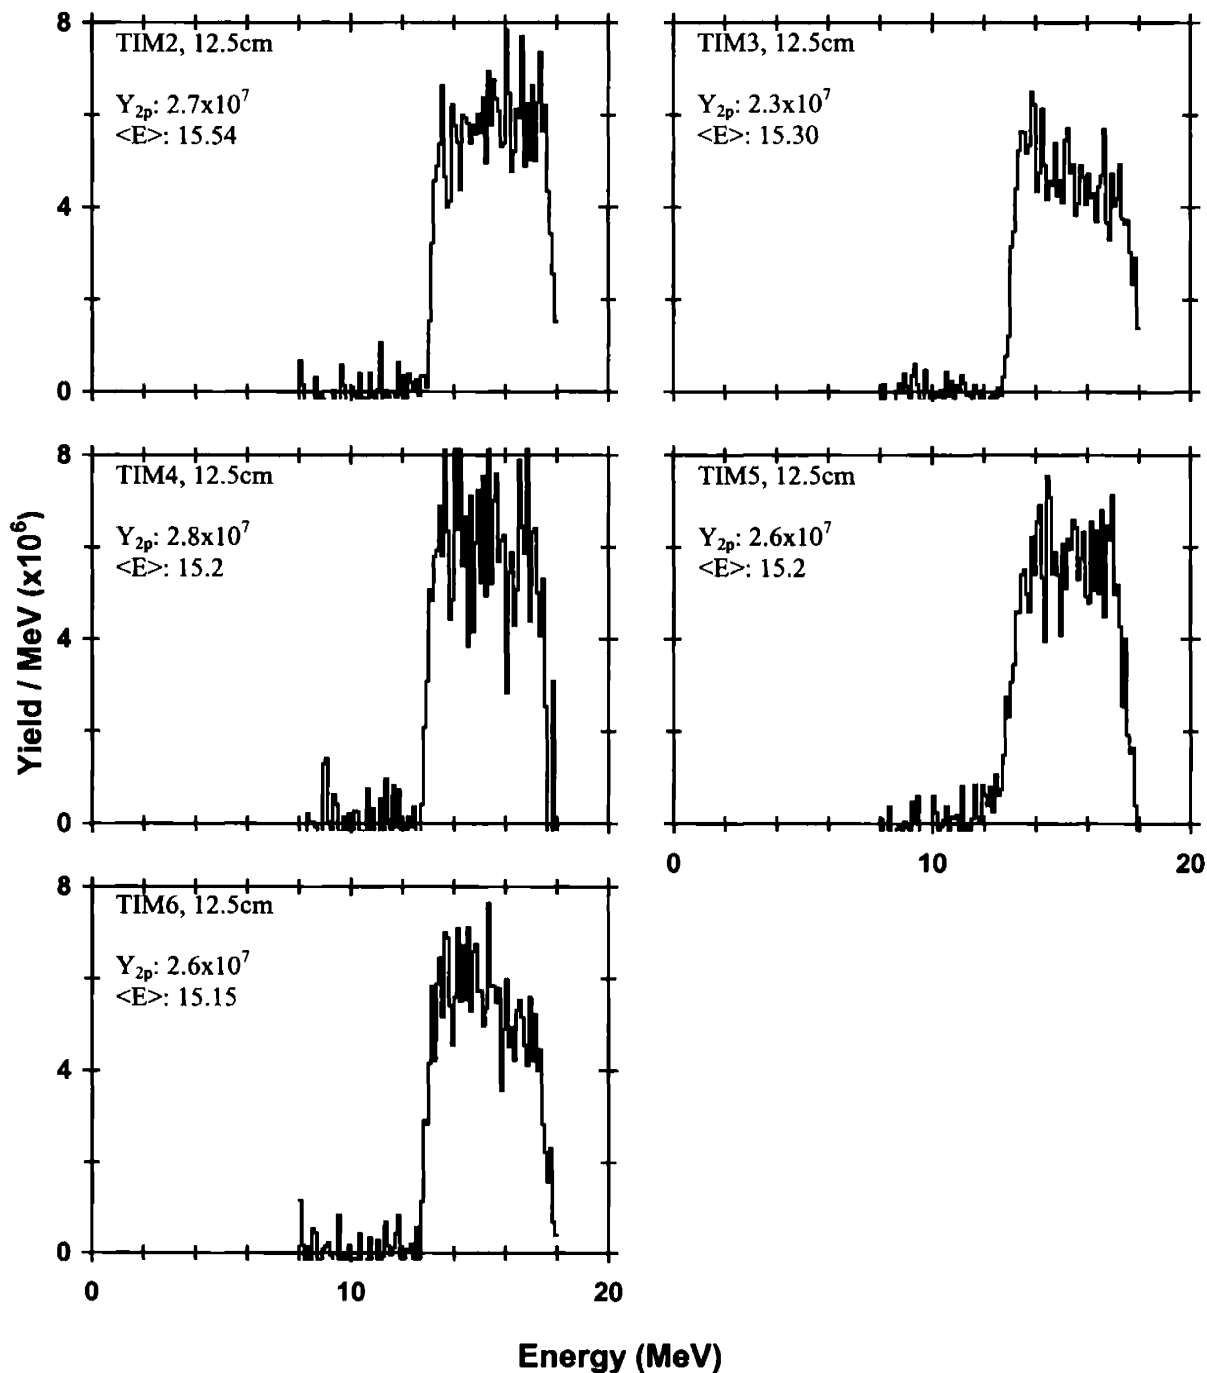 8
TIM2, 12.5cm
Y2p: 2.7x10^7
<E>: 15.54
4
0
TIM3, 12.5cm
Y2p: 2.3x10^7
<E>: 15.30
8
TIM4, 12.5cm
Y2p: 2.8x10^7
<E>: 15.2
4
0
TIM5, 12.5cm
Y2p: 2.6x10^7
<E>: 15.2
0 10 20
8
TIM6, 12.5cm
Y2p: 2.6x10^7
<E>: 15.15
4
0
0 10 20
Yield / MeV (x10^6)
Energy (MeV)